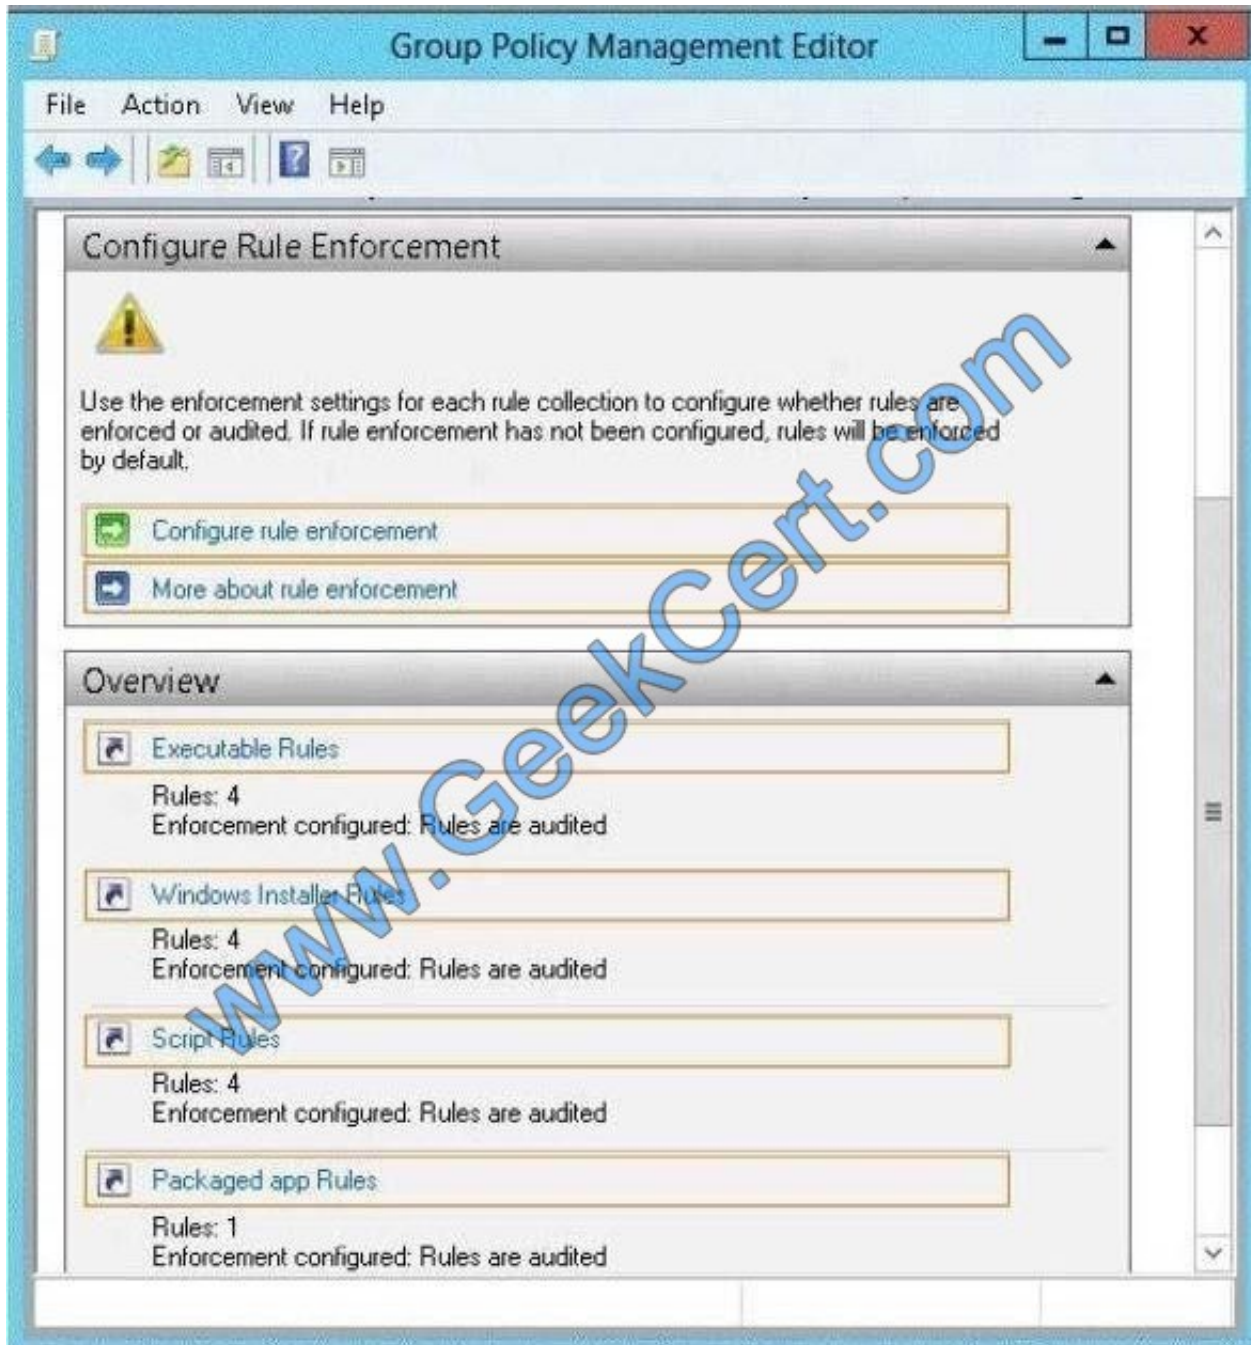 Group Policy Management Editor
File Action View Help
Configure Rule Enforcement
Use the enforcement settings for each rule collection to configure whether rules are
enforced or audited. If rule enforcement has not been configured, rules will be enforced
by default.
Configure rule enforcement
More about rule enforcement
Overview
Executable Rules
Rules: 4
Enforcement configured: Rules are audited
Windows Installer Rules
Rules: 4
Enforcement configured: Rules are audited
Script Rules
Rules: 4
Enforcement configured: Rules are audited
Packaged app Rules
Rules: 1
Enforcement configured: Rules are audited
www.GeekCert.com